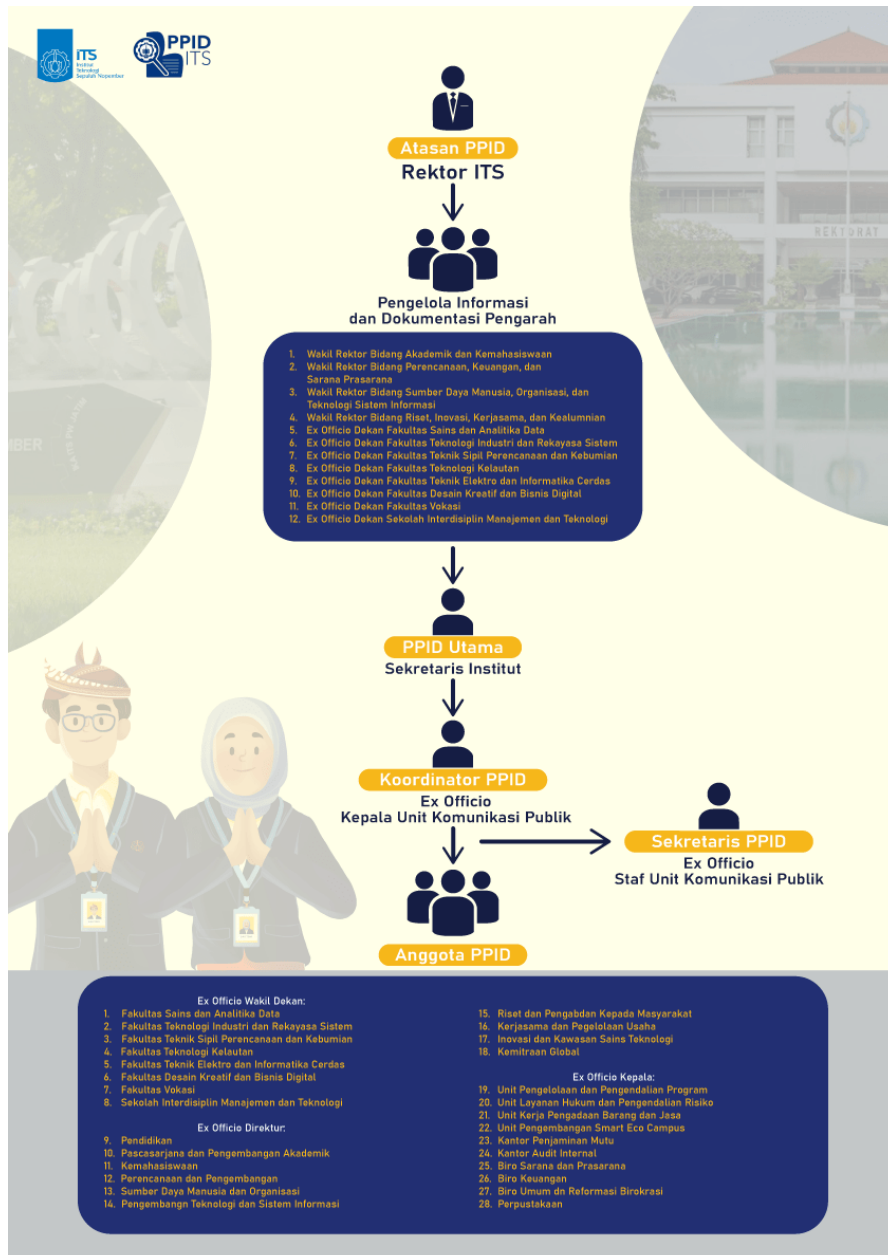 iTS
Institut
Teknologi
Sepuluh Nopember
PPID
ITS
Atasan PPID
Rektor ITS
REKTORAT
Pengelola Informasi
dan Dokumentasi Pengarah
1. Wakil Rektor Bidang Akademik dan Kemahasiswaan
2. Wakil Rektor Bidang Perencanaan, Keuangan, dan
Sarana Prasarana
3. Wakil Rektor Bidang Sumber Daya Manusia, Organisasi, dan
Teknologi Sistem Informasi
4. Wakil Rektor Bidang Riset, Inovasi, Kerjasama, dan Kealumnian
5. Ex Officio Dekan Fakultas Sains dan Analitika Data
6. Ex Officio Dekan Fakultas Teknologi Industri dan Rekayasa Sistem
7. Ex Officio Dekan Fakultas Teknik Sipil Perencanaan dan Kebumian
8. Ex Officio Dekan Fakultas Teknologi Kelautan
9. Ex Officio Dekan Fakultas Teknik Elektro dan Informatika Cerdas
10. Ex Officio Dekan Fakultas Desain Kreatif dan Bisnis Digital
11. Ex Officio Dekan Fakultas Vokasi
12. Ex Officio Dekan Sekolah Interdisiplin Manajemen dan Teknologi
PPID Utama
Sekretaris Institut
Koordinator PPID
Ex Officio
Kepala Unit Komunikasi Publik
Sekretaris PPID
Ex Officio
Staf Unit Komunikasi Publik
Anggota PPID
Ex Officio Wakil Dekan:
1. Fakultas Sains dan Analitika Data
2. Fakultas Teknologi Industri dan Rekayasa Sistem
3. Fakultas Teknik Sipil Perencanaan dan Kebumian
4. Fakultas Teknologi Kelautan
5. Fakultas Teknik Elektro dan Informatika Cerdas
6. Fakultas Desain Kreatif dan Bisnis Digital
7. Fakultas Vokasi
8. Sekolah Interdisiplin Manajemen dan Teknologi
Ex Officio Direktur:
9. Pendidikan
10. Pascasarjana dan Pengembangan Akademik
11. Kemahasiswaan
12. Perencanaan dan Pengembangan
13. Sumber Daya Manusia dan Organisasi
14. Pengembangn Teknologi dan Sistem Informasi
15. Riset dan Pengabdan Kepada Masyarakat
16. Kerjasama dan Pegelolaan Usaha
17. Inovasi dan Kawasan Sains Teknologi
18. Kemitraan Global
Ex Officio Kepala:
19. Unit Pengelolaan dan Pengendalian Program
20. Unit Layanan Hukum dan Pengendalian Risiko
21. Unit Kerja Pengadaan Barang dan Jasa
22. Unit Pengembangan Smart Eco Campus
23. Kantor Penjaminan Mutu
24. Kantor Audit Internal
25. Biro Sarana dan Prasarana
26. Biro Keuangan
27. Biro Umum dn Reformasi Birokrasi
28. Perpustakaan